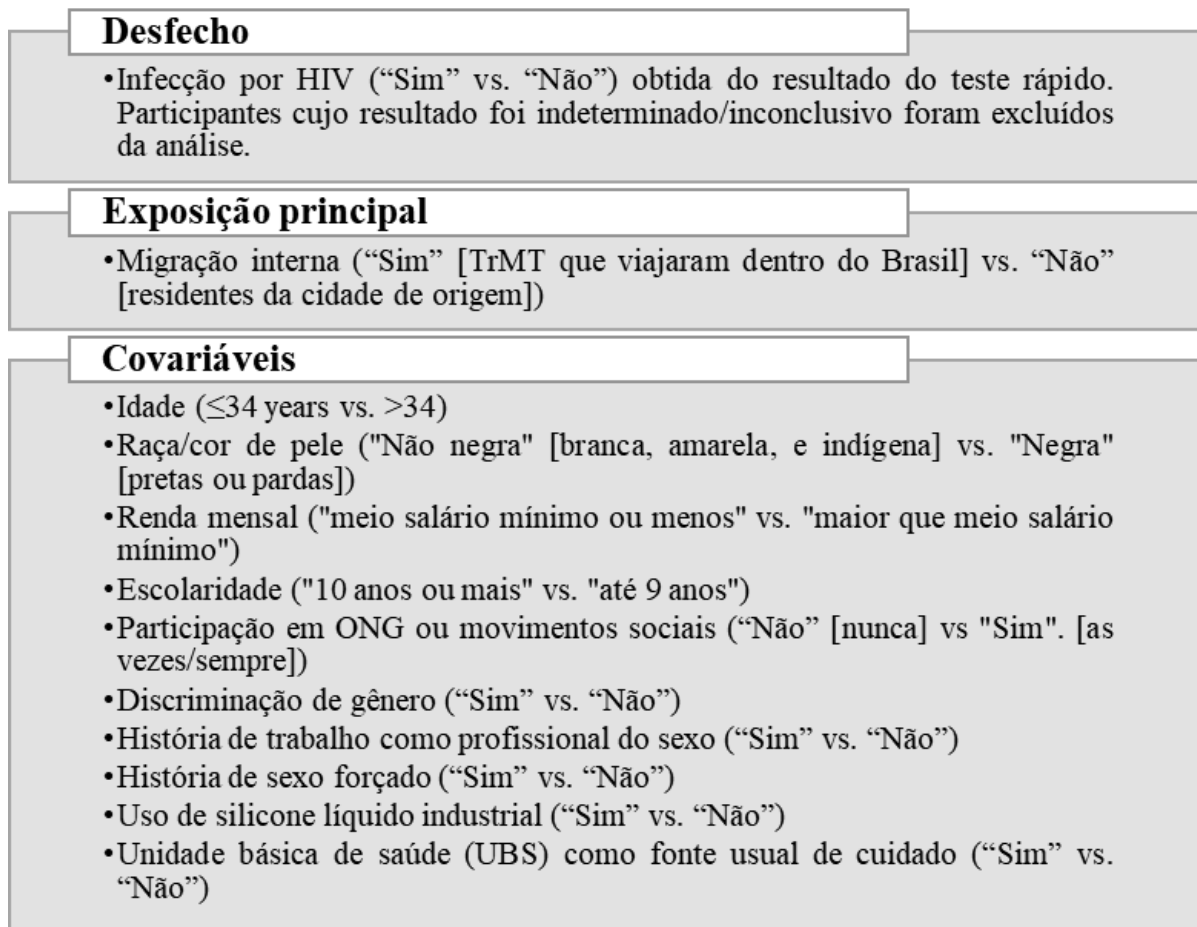 Desfecho
•Infecção por HIV (“Sim” vs. “Não”) obtida do resultado do teste rápido.
Participantes cujo resultado foi indeterminado/inconclusivo foram excluídos
da análise.
Exposição principal
•Migração interna (“Sim” [TrMT que viajaram dentro do Brasil] vs. “Não”
[residentes da cidade de origem])
Covariáveis
•Idade (≤34 years vs. >34)
•Raça/cor de pele ("Não negra" [branca, amarela, e indígena] vs. "Negra"
[pretas ou pardas])
•Renda mensal ("meio salário mínimo ou menos" vs. "maior que meio salário
mínimo")
•Escolaridade ("10 anos ou mais" vs. "até 9 anos")
•Participação em ONG ou movimentos sociais (“Não” [nunca] vs "Sim". [as
vezes/sempre])
•Discriminação de gênero (“Sim” vs. “Não”)
•História de trabalho como profissional do sexo (“Sim” vs. “Não”)
•História de sexo forçado (“Sim” vs. “Não”)
•Uso de silicone líquido industrial (“Sim” vs. “Não”)
•Unidade básica de saúde (UBS) como fonte usual de cuidado (“Sim” vs.
“Não”)